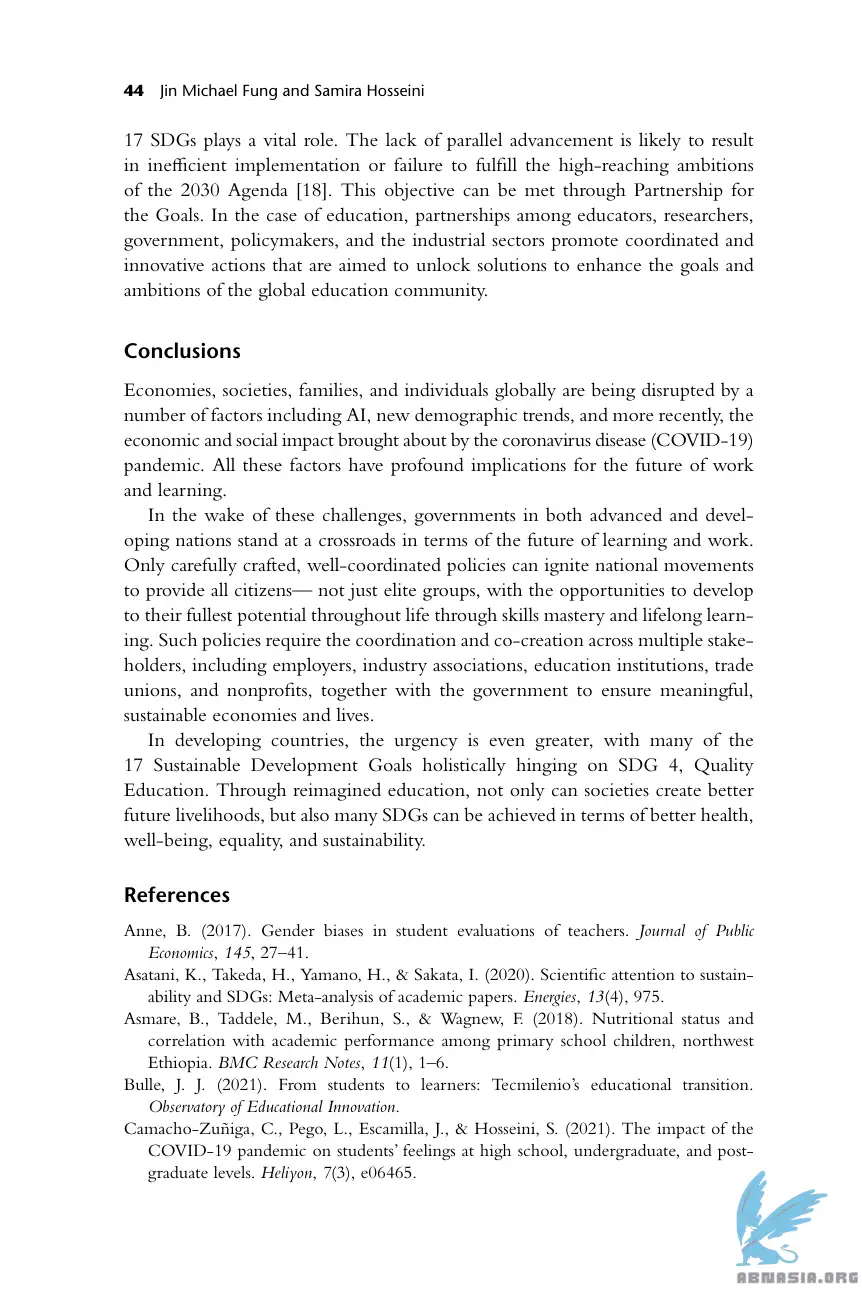 44 Jin Michael Fung and Samira Hosseini
17 SDGs plays a vital role. The lack of parallel advancement is likely to result
in inefficient implementation or failure to fulfill the high-reaching ambitions
of the 2030 Agenda [18]. This objective can be met through Partnership for
the Goals. In the case of education, partnerships among educators, researchers,
government, policymakers, and the industrial sectors promote coordinated and
innovative actions that are aimed to unlock solutions to enhance the goals and
ambitions of the global education community.
Conclusions
Economies, societies, families, and individuals globally are being disrupted by a
number of factors including AI, new demographic trends, and more recently, the
economic and social impact brought about by the coronavirus disease (COVID-19)
pandemic. All these factors have profound implications for the future of work
and learning.
In the wake of these challenges, governments in both advanced and devel-
oping nations stand at a crossroads in terms of the future of learning and work.
Only carefully crafted, well-coordinated policies can ignite national movements
to provide all citizens— not just elite groups, with the opportunities to develop
to their fullest potential throughout life through skills mastery and lifelong learn-
ing. Such policies require the coordination and co-creation across multiple stake-
holders, including employers, industry associations, education institutions, trade
unions, and nonprofits, together with the government to ensure meaningful,
sustainable economies and lives.
In developing countries, the urgency is even greater, with many of the
17 Sustainable Development Goals holistically hinging on SDG 4, Quality
Education. Through reimagined education, not only can societies create better
future livelihoods, but also many SDGs can be achieved in terms of better health,
well-being, equality, and sustainability.
References
Anne, B. (2017). Gender biases in student evaluations of teachers. Journal of Public
Economics, 145, 27–41.
Asatani, K., Takeda, H., Yamano, H., & Sakata, I. (2020). Scientific attention to sustain-
ability and SDGs: Meta-analysis of academic papers. Energies, 13(4), 975.
Asmare, B., Taddele, M., Berihun, S., & Wagnew, F. (2018). Nutritional status and
correlation with academic performance among primary school children, northwest
Ethiopia. BMC Research Notes, 11(1), 1–6.
Bulle, J. J. (2021). From students to learners: Tecmilenio's educational transition.
Observatory of Educational Innovation.
Camacho-Zuñiga, C., Pego, L., Escamilla, J., & Hosseini, S. (2021). The impact of the
COVID-19 pandemic on students' feelings at high school, undergraduate, and post-
graduate levels. Heliyon, 7(3), e06465.
ABNASIA.ORG